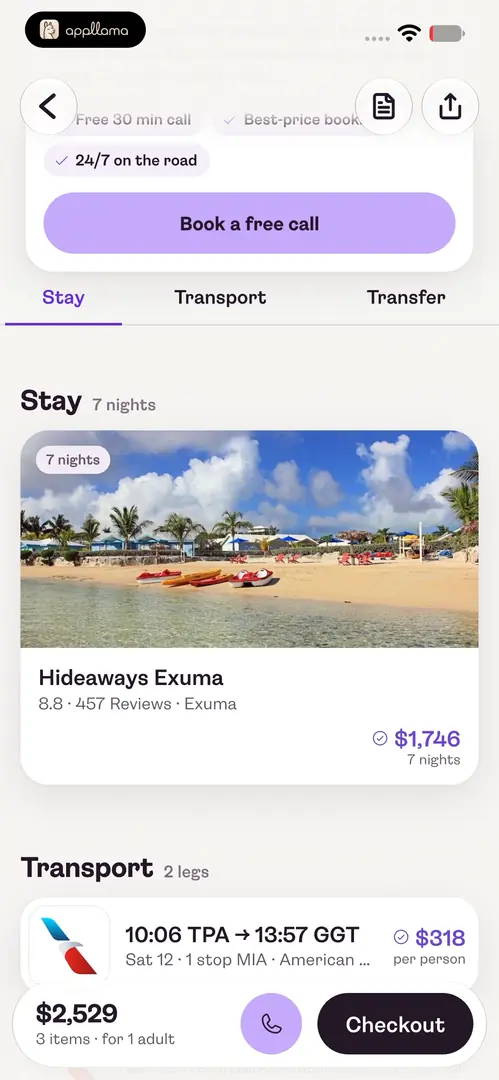 appllama
Free 30 min call
Best-price book.
24/7 on the road
Book a free call
Stay
Transport
Transfer
Stay 7 nights
7 nights
Hideaways Exuma
8.8 · 457 Reviews · Exuma
$1,746
7 nights
Transport 2 legs
10:06 TPA → 13:57 GGT
$318
Sat 12 · 1 stop MIA · American ...
per person
$2,529
3 items · for 1 adult
Checkout